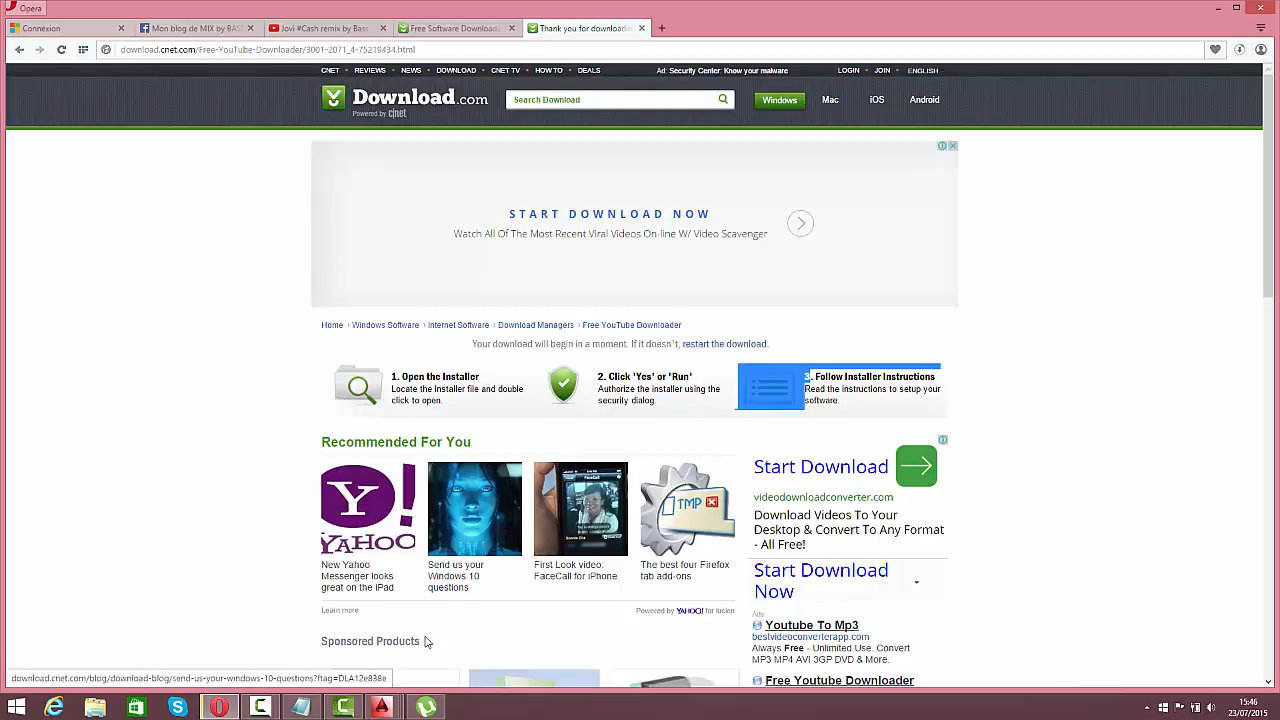 Opera
Connexion
Mon blog de MIX by BAS
Jovi #Cash remix by Bass
Free Software Downloads
Thank you for downloadin
download.cnet.com/Free-YouTube-Downloader/3001-2071_4-75219434.html
CNET REVIEWS NEWS DOWNLOAD CNET TV HOW TO DEALS
Ad: Security Center: Know your malware
LOGIN JOIN ENGLISH
Download.com
Powered by c|net
Search Download
Windows Mac iOS Android
START DOWNLOAD NOW
Watch All Of The Most Recent Viral Videos On-line W/ Video Scavenger
Home › Windows Software › Internet Software › Download Managers › Free YouTube Downloader
Your download will begin in a moment. If it doesn't, restart the download.
1. Open the Installer
Locate the Installer file and double
click to open.
2. Click 'Yes' or 'Run'
Authorize the installer using the
security dialog.
3. Follow Installer Instructions
Read the instructions to setup your
software.
Recommended For You
Y
YAHOO!
TMP
New Yahoo
Messenger looks
great on the iPad
Send us your
Windows 10
questions
First Look video:
FaceCall for iPhone
The best four Firefox
tab add-ons
Learn more
Powered by YAHOO! for lucien
Sponsored Products
Start Download
videodownloadconverter.com
Download Videos To Your
Desktop & Convert To Any Format
- All Free!
Start Download
Now
Ads
Youtube To Mp3
bestvideoconverterapp.com
Always Free - Unlimited Use. Convert
MP3 MP4 AVI 3GP DVD & More.
Free Youtube Downloader
download.cnet.com/blog/download-blog/send-us-your-windows-10-questions?ftag=DLA12e838e
15:46
23/07/2015